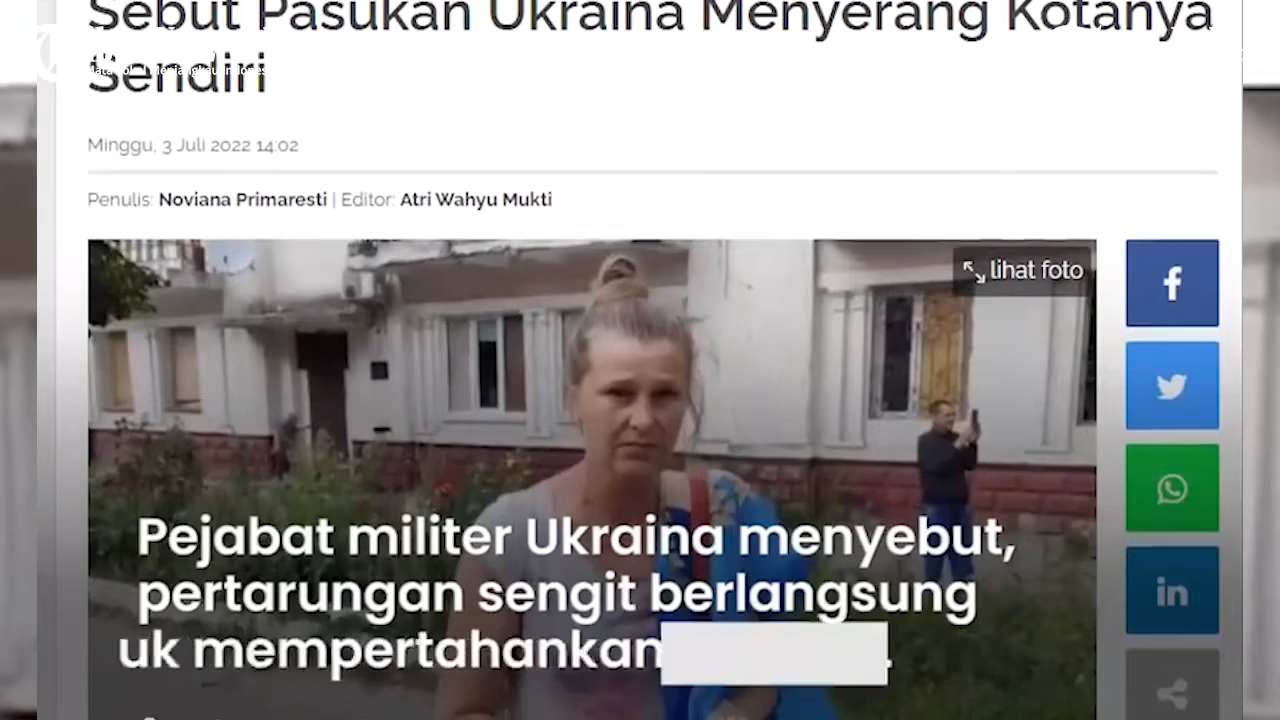 Sebut Pasukan Ukraina Menyerang Kotanya
Sendiri
Minggu, 3 Juli 2022 14:02
Penulis: Noviana Primaresti | Editor: Atri Wahyu Mukti
lihat foto
Pejabat militer Ukraina menyebut,
pertarungan sengit berlangsung
uk mempertahankan .